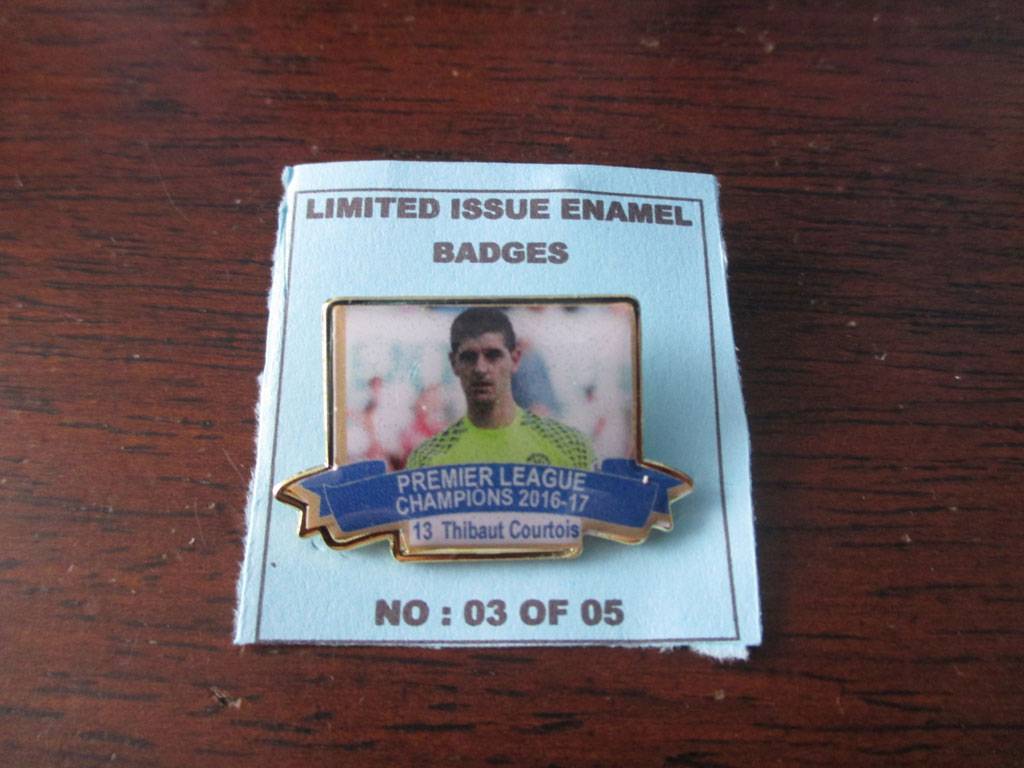 LIMITED ISSUE ENAMEL
BADGES
PREMIER LEAGUE
CHAMPIONS 2016-17
13 Thibaut Courtois
NO : 03 OF 05